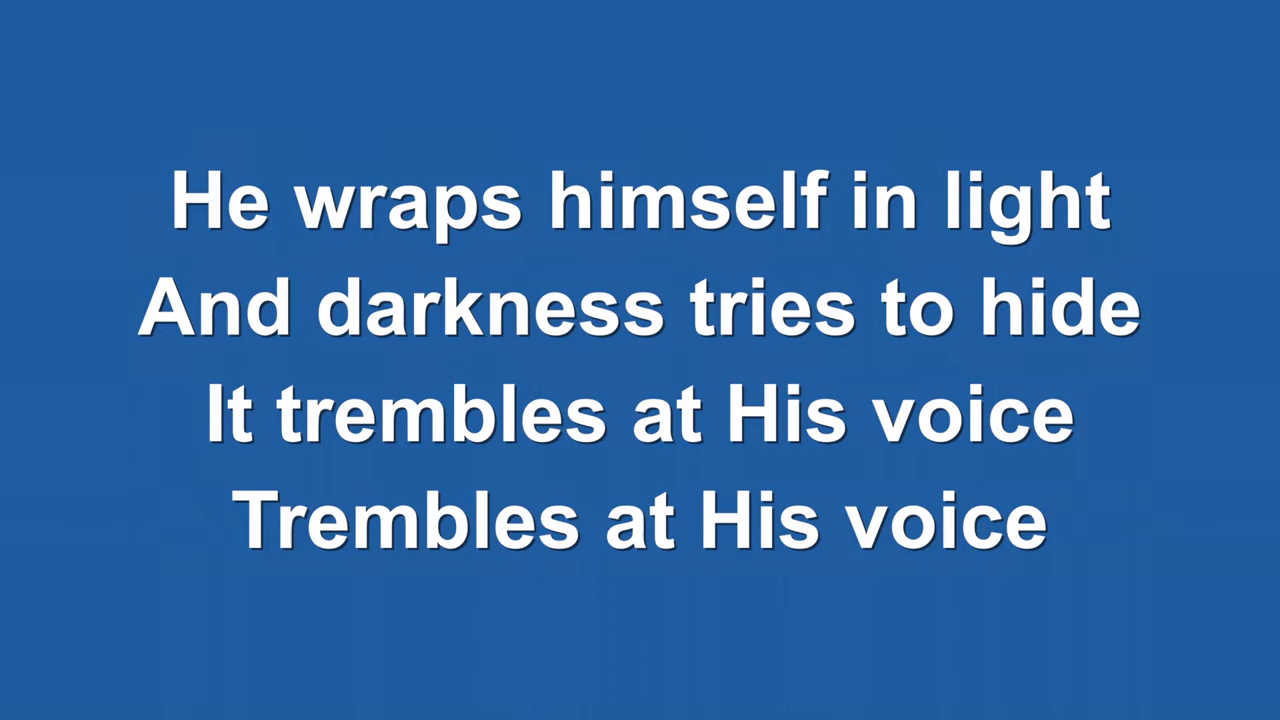 He wraps himself in light
And darkness tries to hide
It trembles at His voice
Trembles at His voice